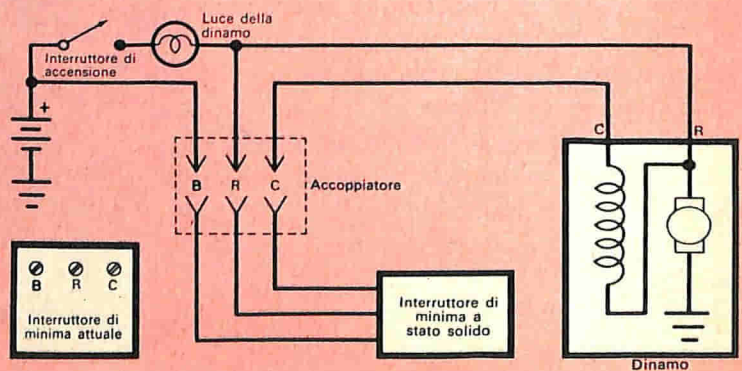 Luce della
dinamo
Interruttore di
accensione
+
C R
B R C
Accoppiatore
B R C
Interruttore di
minima attuale
Interruttore di
minima a
stato solido
Dinamo